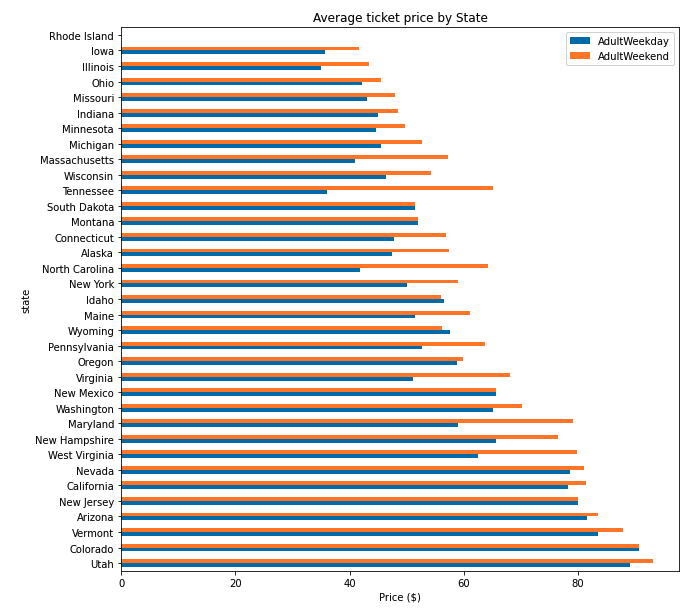 Average ticket price by State
AdultWeekday
AdultWeekend
Rhode Island
Iowa
Illinois
Ohio
Missouri
Indiana
Minnesota
Michigan
Massachusetts
Wisconsin
Tennessee
South Dakota
Montana
Connecticut
Alaska
North Carolina
New York
Idaho
Maine
Wyoming
Pennsylvania
Oregon
Virginia
New Mexico
Washington
Maryland
New Hampshire
West Virginia
Nevada
California
New Jersey
Arizona
Vermont
Colorado
Utah
state
0 20 40 60 80
Price ($)